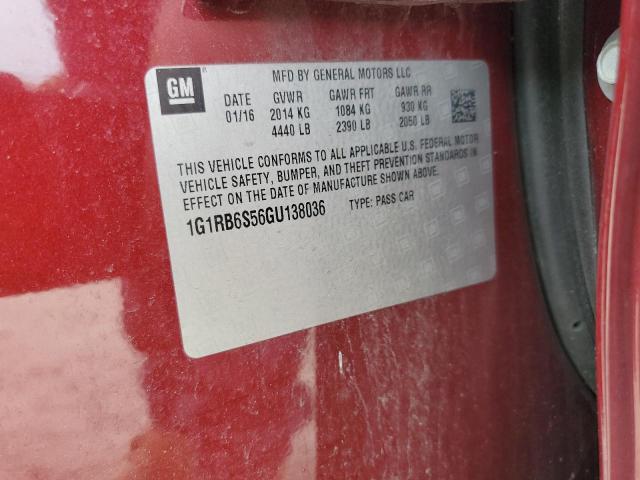 GM
MFD BY GENERAL MOTORS LLC
DATE GVWR GAWR FRT GAWR RR
01/16 2014 KG 1084 KG 930 KG
4440 LB 2390 LB 2050 LB
THIS VEHICLE CONFORMS TO ALL APPLICABLE U.S. FEDERAL MOTOR
VEHICLE SAFETY, BUMPER, AND THEFT PREVENTION STANDARDS IN
EFFECT ON THE DATE OF MANUFACTURE SHOWN ABOVE.
1G1RB6S56GU138036 TYPE: PASS CAR